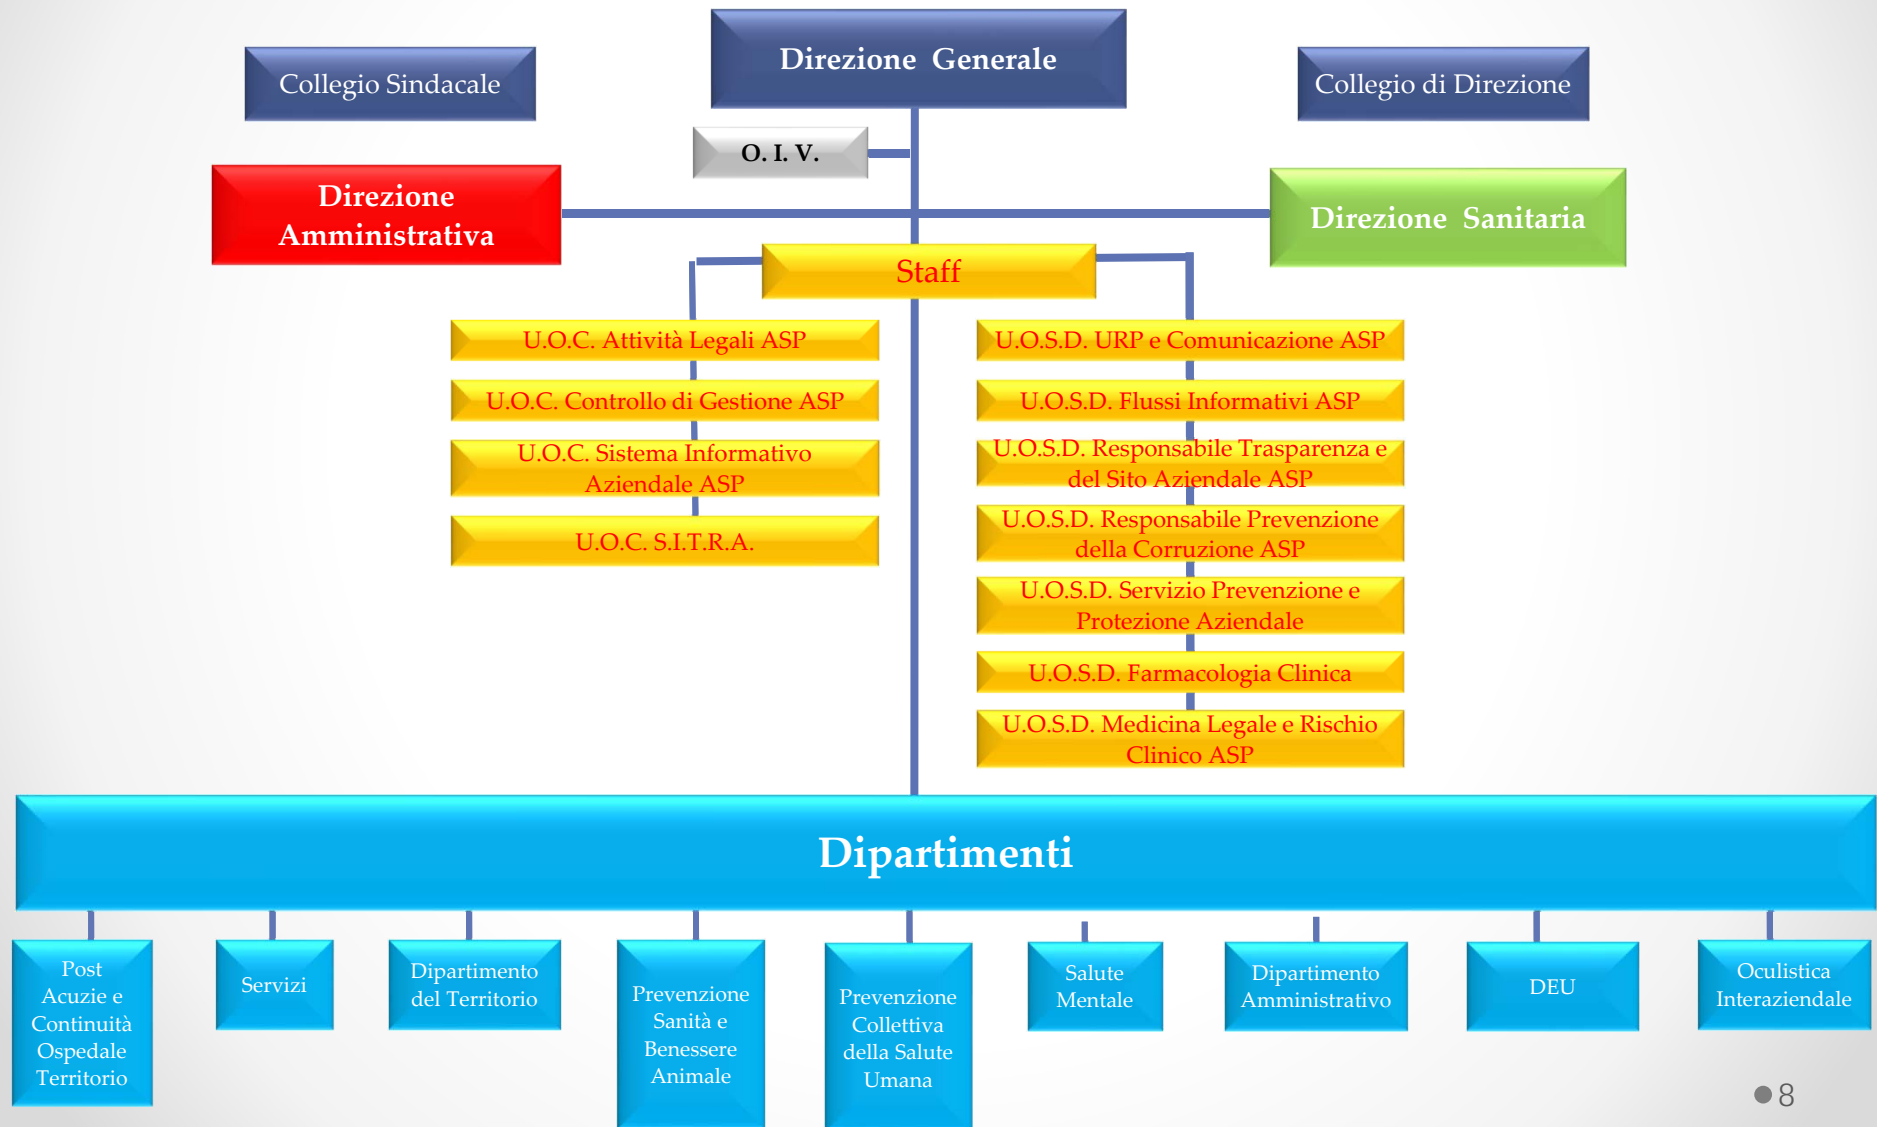 Direzione Generale
Collegio Sindacale
Collegio di Direzione
O. I. V.
Direzione
Amministrativa
Direzione Sanitaria
Staff
U.O.C. Attività Legali ASP
U.O.C. Controllo di Gestione ASP
U.O.C. Sistema Informativo
Aziendale ASP
U.O.C. S.I.T.R.A.
U.O.S.D. URP e Comunicazione ASP
U.O.S.D. Flussi Informativi ASP
U.O.S.D. Responsabile Trasparenza e
del Sito Aziendale ASP
U.O.S.D. Responsabile Prevenzione
della Corruzione ASP
U.O.S.D. Servizio Prevenzione e
Protezione Aziendale
U.O.S.D. Farmacologia Clinica
U.O.S.D. Medicina Legale e Rischio
Clinico ASP
Dipartimenti
Post
Acuzie e
Continuità
Ospedale
Territorio
Servizi
Dipartimento
del Territorio
Prevenzione
Sanità e
Benessere
Animale
Prevenzione
Collettiva
della Salute
Umana
Salute
Mentale
Dipartimento
Amministrativo
DEU
Oculistica
Interaziendale
8